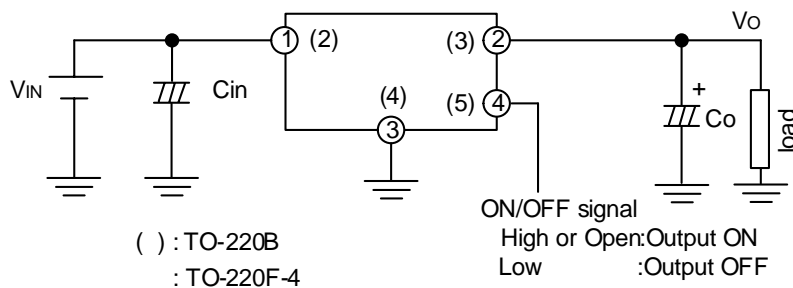 Vo
1 (2) (3) 2
VIN Cin (4) (5) 4 + Co load
3
ON/OFF signal
High or Open:Output ON
Low :Output OFF
( ) : TO-220B
: TO-220F-4